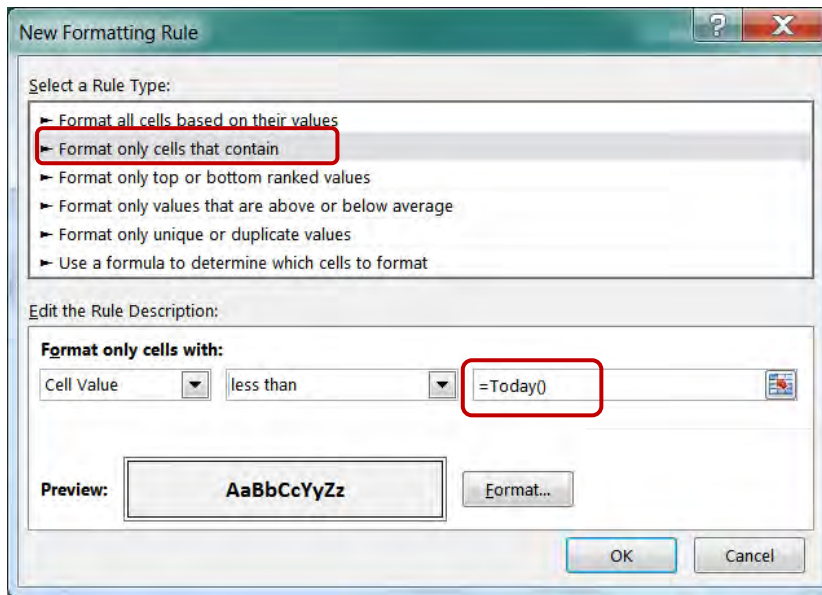 New Formatting Rule
Select a Rule Type:
► Format all cells based on their values
► Format only cells that contain
► Format only top or bottom ranked values
► Format only values that are above or below average
► Format only unique or duplicate values
► Use a formula to determine which cells to format
Edit the Rule Description:
Format only cells with:
Cell Value less than =Today()
Preview: AaBbCcYyZz Format...
OK Cancel